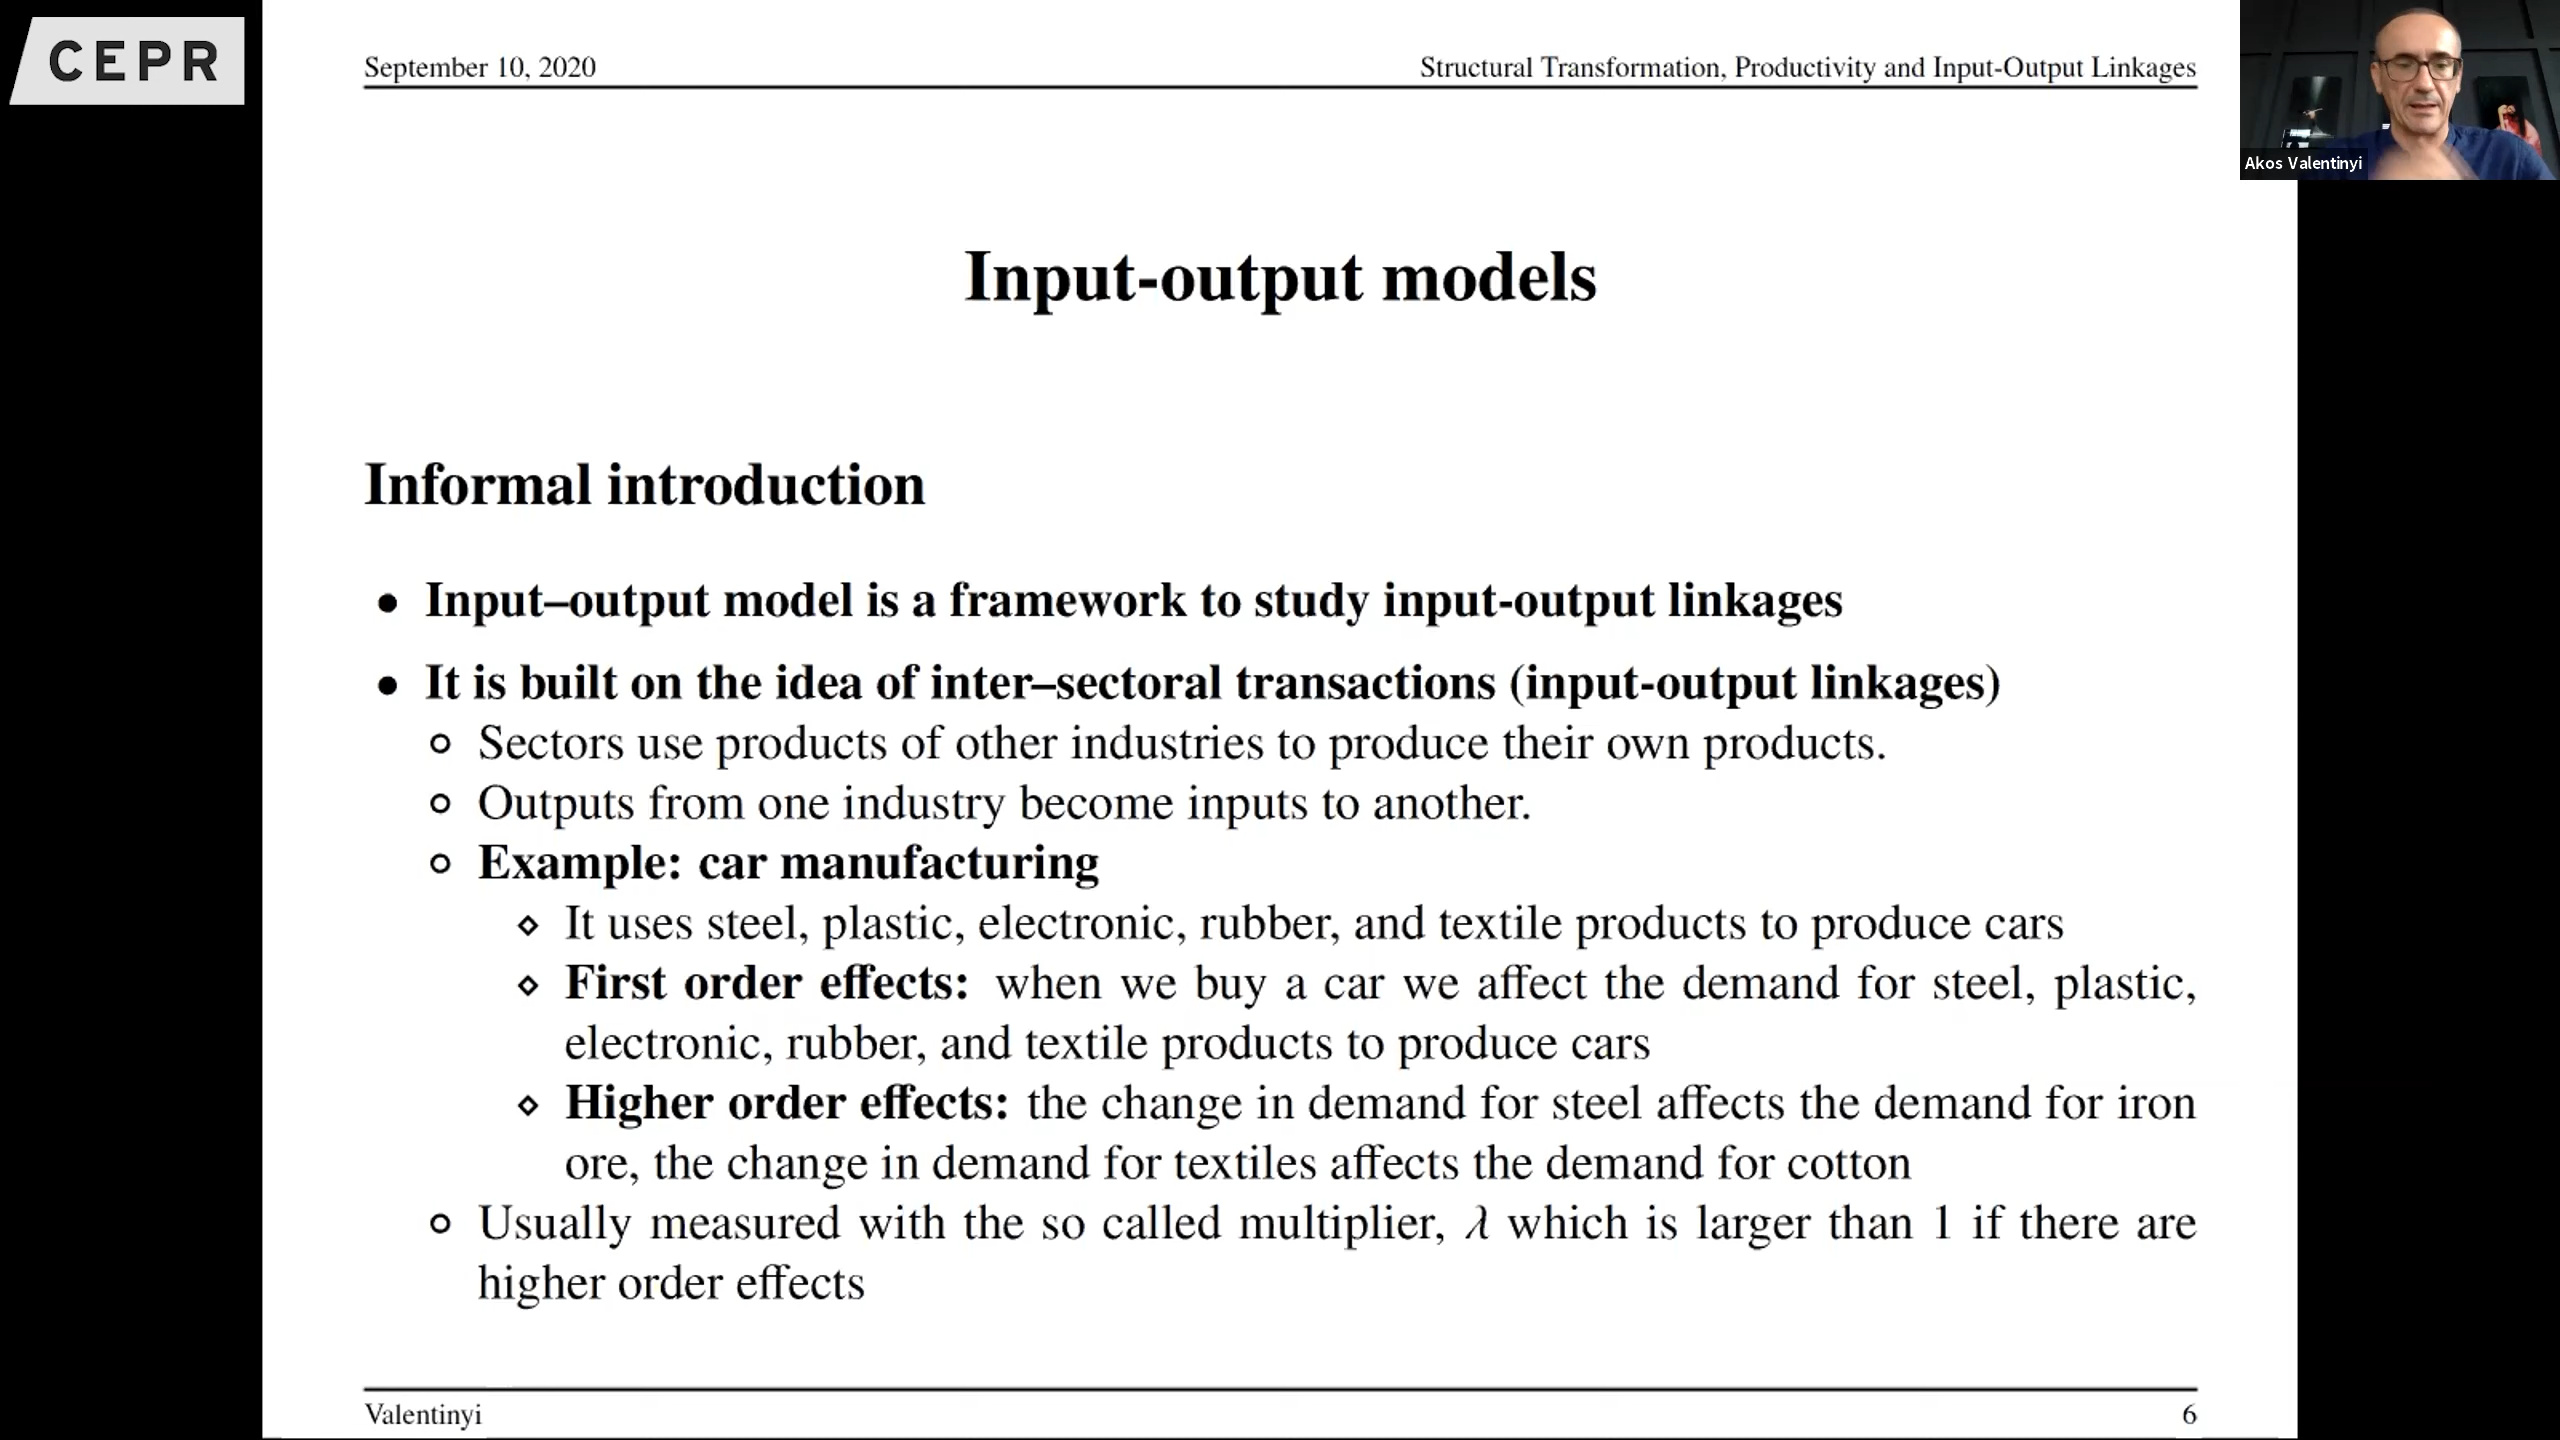 CEPR
September 10, 2020
Structural Transformation, Productivity and Input-Output Linkages
Akos Valentinyi
Input-output models
Informal introduction
• Input–output model is a framework to study input-output linkages
• It is built on the idea of inter–sectoral transactions (input-output linkages)
○ Sectors use products of other industries to produce their own products.
○ Outputs from one industry become inputs to another.
○ Example: car manufacturing
⋄ It uses steel, plastic, electronic, rubber, and textile products to produce cars
⋄ First order effects: when we buy a car we affect the demand for steel, plastic,
electronic, rubber, and textile products to produce cars
⋄ Higher order effects: the change in demand for steel affects the demand for iron
ore, the change in demand for textiles affects the demand for cotton
○ Usually measured with the so called multiplier, λ which is larger than 1 if there are
higher order effects
Valentinyi
6